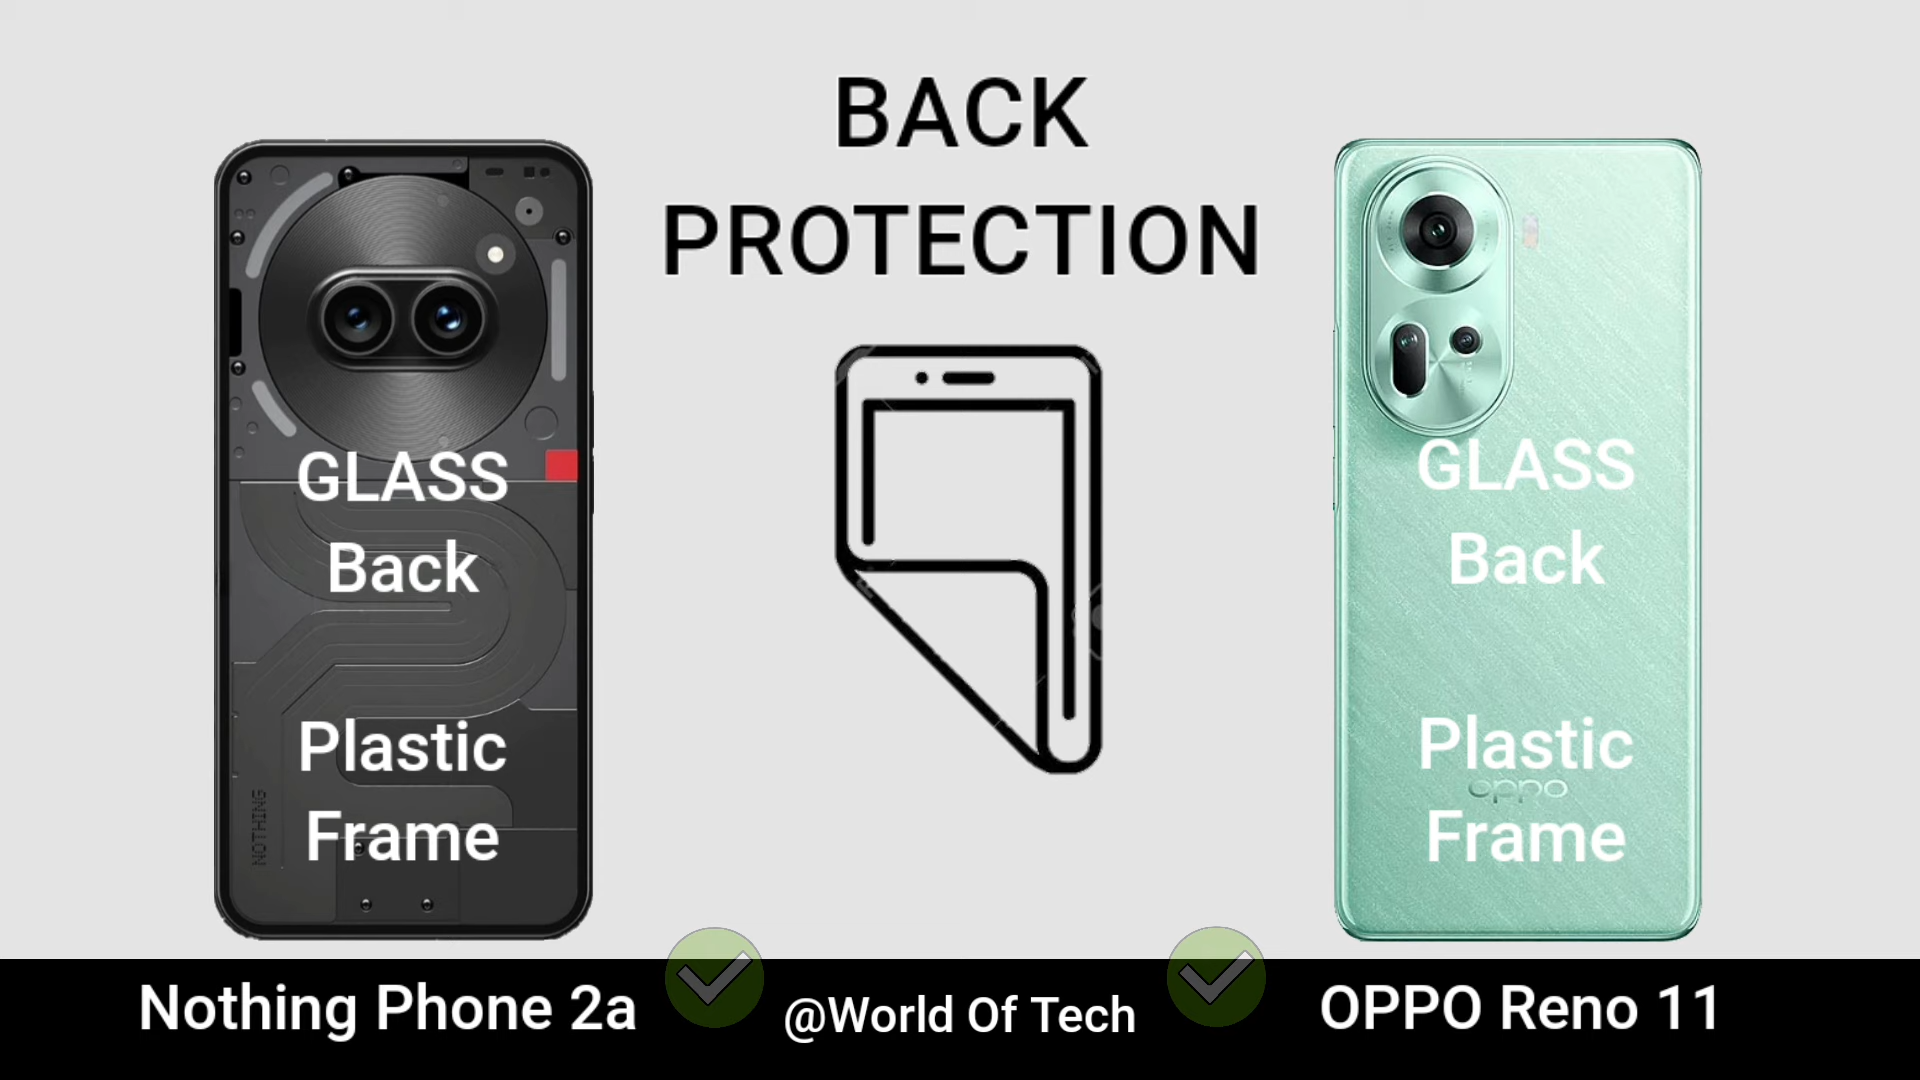 BACK
PROTECTION
GLASS
Back
Plastic
Frame
NOTHING
GLASS
Back
Plastic
oppo
Frame
Nothing Phone 2a
@World Of Tech
OPPO Reno 11